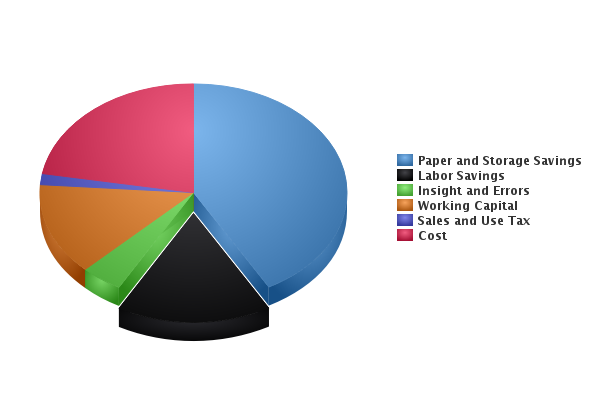 Paper and Storage Savings
Labor Savings
Insight and Errors
Working Capital
Sales and Use Tax
Cost